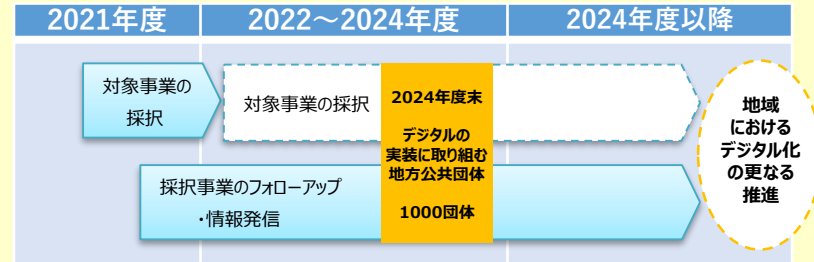 2021年度
2022～2024年度
2024年度以降
対象事業の
採択
対象事業の採択
2024年度末
デジタルの
実装に取り組む
地方公共団体
1000団体
採択事業のフォローアップ
・情報発信
地域
における
デジタル化
の更なる
推進